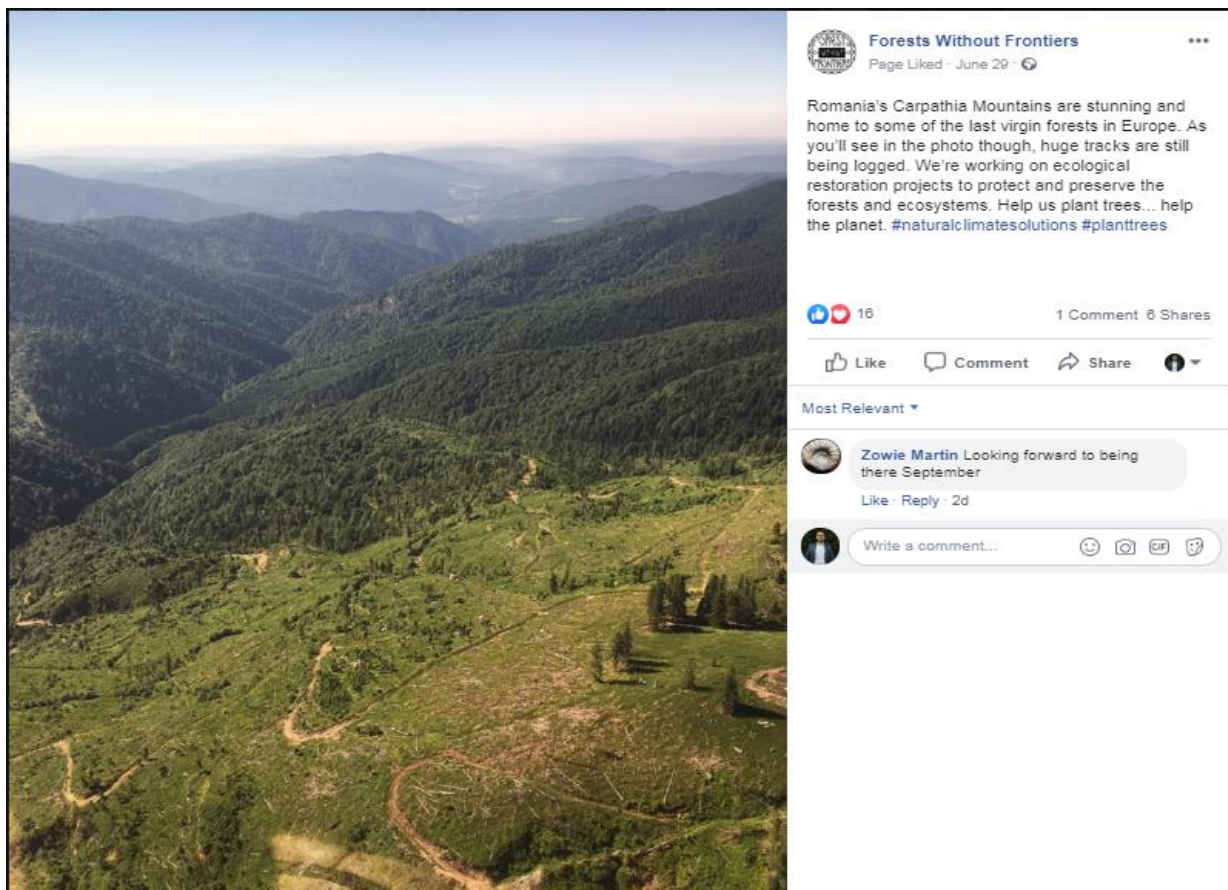 FOREST
WITHOUT
FRONTIERS
Forests Without Frontiers
Page Liked · June 29 ·
Romania's Carpathia Mountains are stunning and
home to some of the last virgin forests in Europe. As
you'll see in the photo though, huge tracks are still
being logged. We're working on ecological
restoration projects to protect and preserve the
forests and ecosystems. Help us plant trees... help
the planet. #naturalclimatesolutions #planttrees
16
1 Comment 6 Shares
Like Comment Share
Most Relevant
Zowie Martin Looking forward to being
there September
Like · Reply · 2d
Write a comment...
GIF